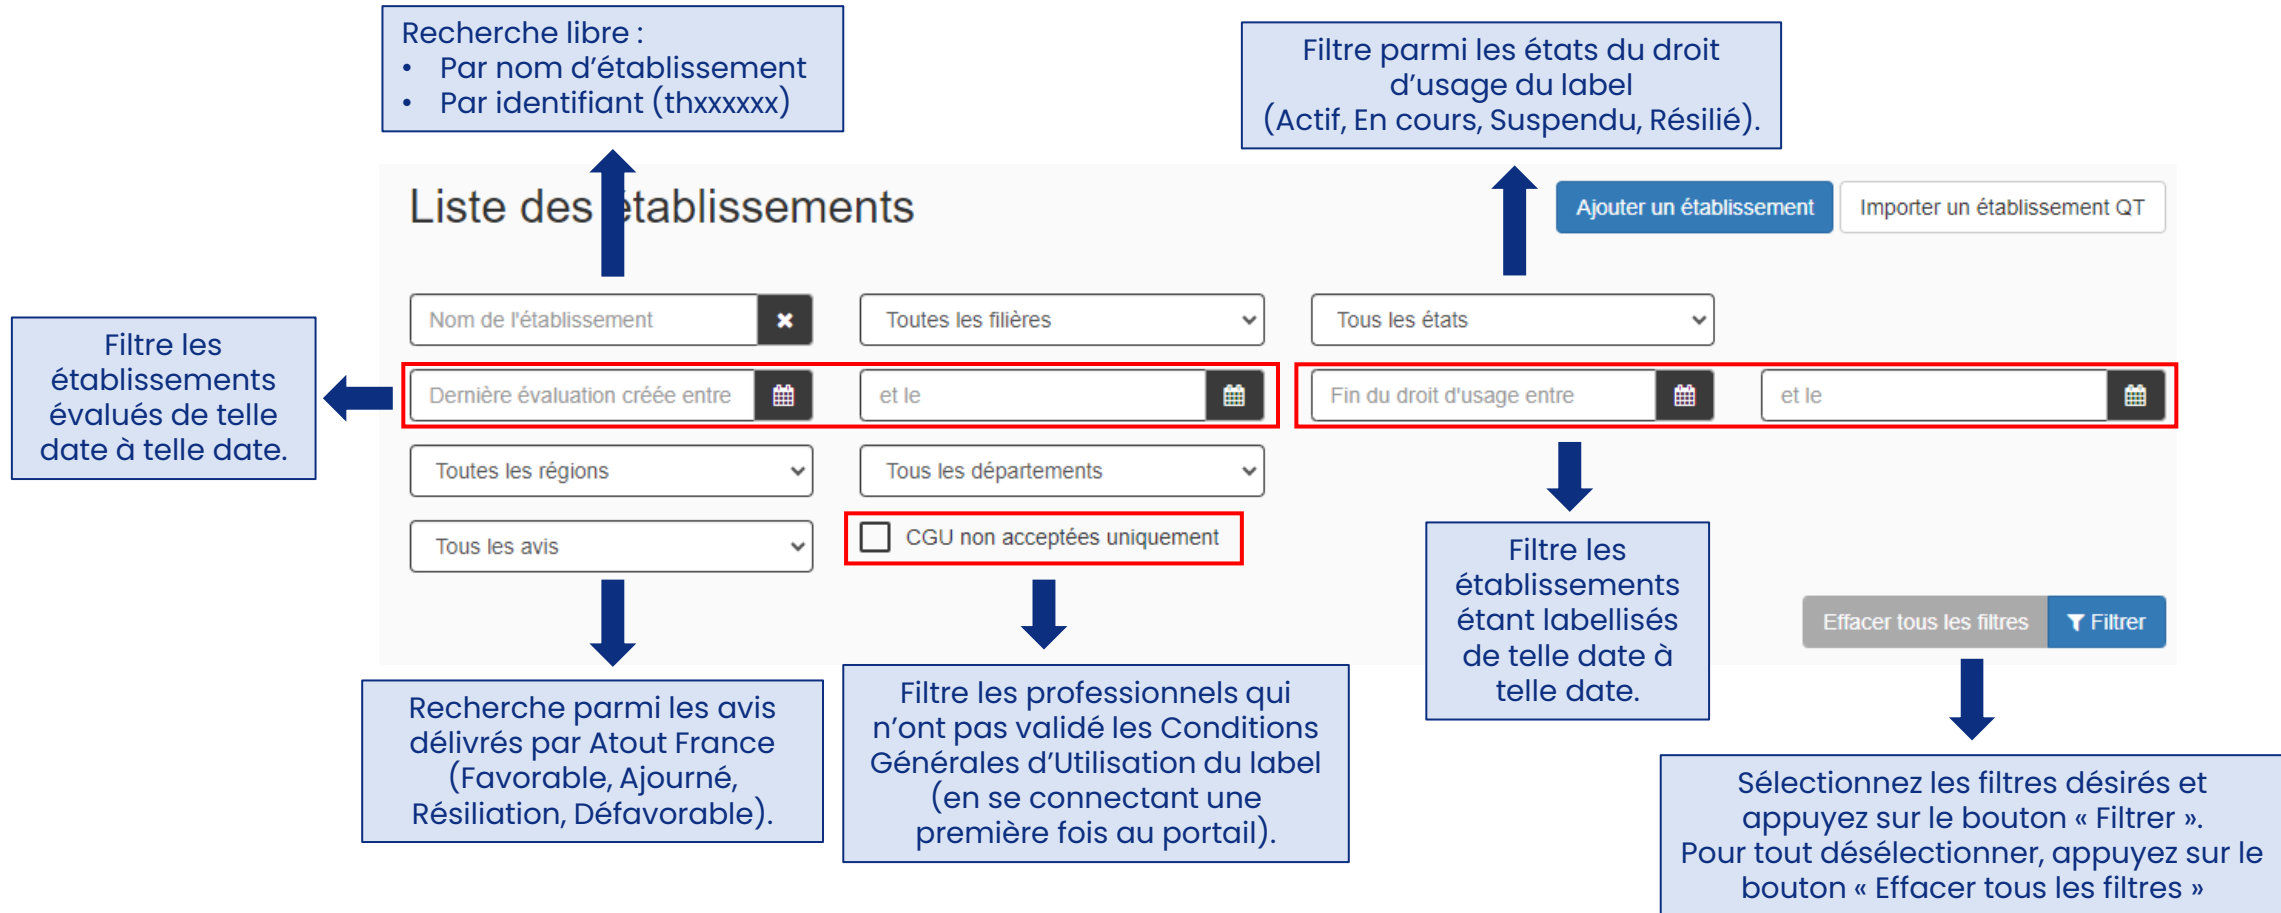 Recherche libre :
• Par nom d’établissement
• Par identifiant (thxxxxxx)
Filtre parmi les états du droit
d’usage du label
(Actif, En cours, Suspendu, Résilié).
Liste des établissements
Ajouter un établissement
Importer un établissement QT
Nom de l'établissement
Toutes les filières
Tous les états
Filtre les
établissements
évalués de telle
date à telle date.
Dernière évaluation créée entre
et le
Fin du droit d'usage entre
et le
Toutes les régions
Tous les départements
Tous les avis
CGU non acceptées uniquement
Filtre les
établissements
étant labellisés
de telle date à
telle date.
Effacer tous les filtres
Filtrer
Recherche parmi les avis
délivrés par Atout France
(Favorable, Ajourné,
Résiliation, Défavorable).
Filtre les professionnels qui
n’ont pas validé les Conditions
Générales d’Utilisation du label
(en se connectant une
première fois au portail).
Sélectionnez les filtres désirés et
appuyez sur le bouton « Filtrer ».
Pour tout désélectionner, appuyez sur le
bouton « Effacer tous les filtres »